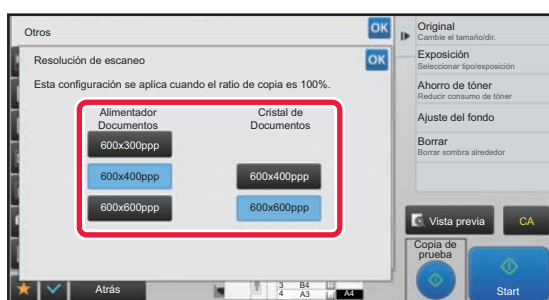 Otros
OK
Resolución de escaneo
OK
Esta configuración se aplica cuando el ratio de copia es 100%.
Alimentador
Documentos
Cristal de
Documentos
600x300ppp
600x400ppp
600x400ppp
600x600ppp
600x600ppp
Original
Cambie el tamaño/dir.
Exposición
Seleccionar tipo/exposición
Ahorro de tóner
Reducir consumo de tóner
Ajuste del fondo
Borrar
Borrar sombra alrededor
Vista previa
CA
Copia de
prueba
Start
Atrás
3 B4
4 A3
A4